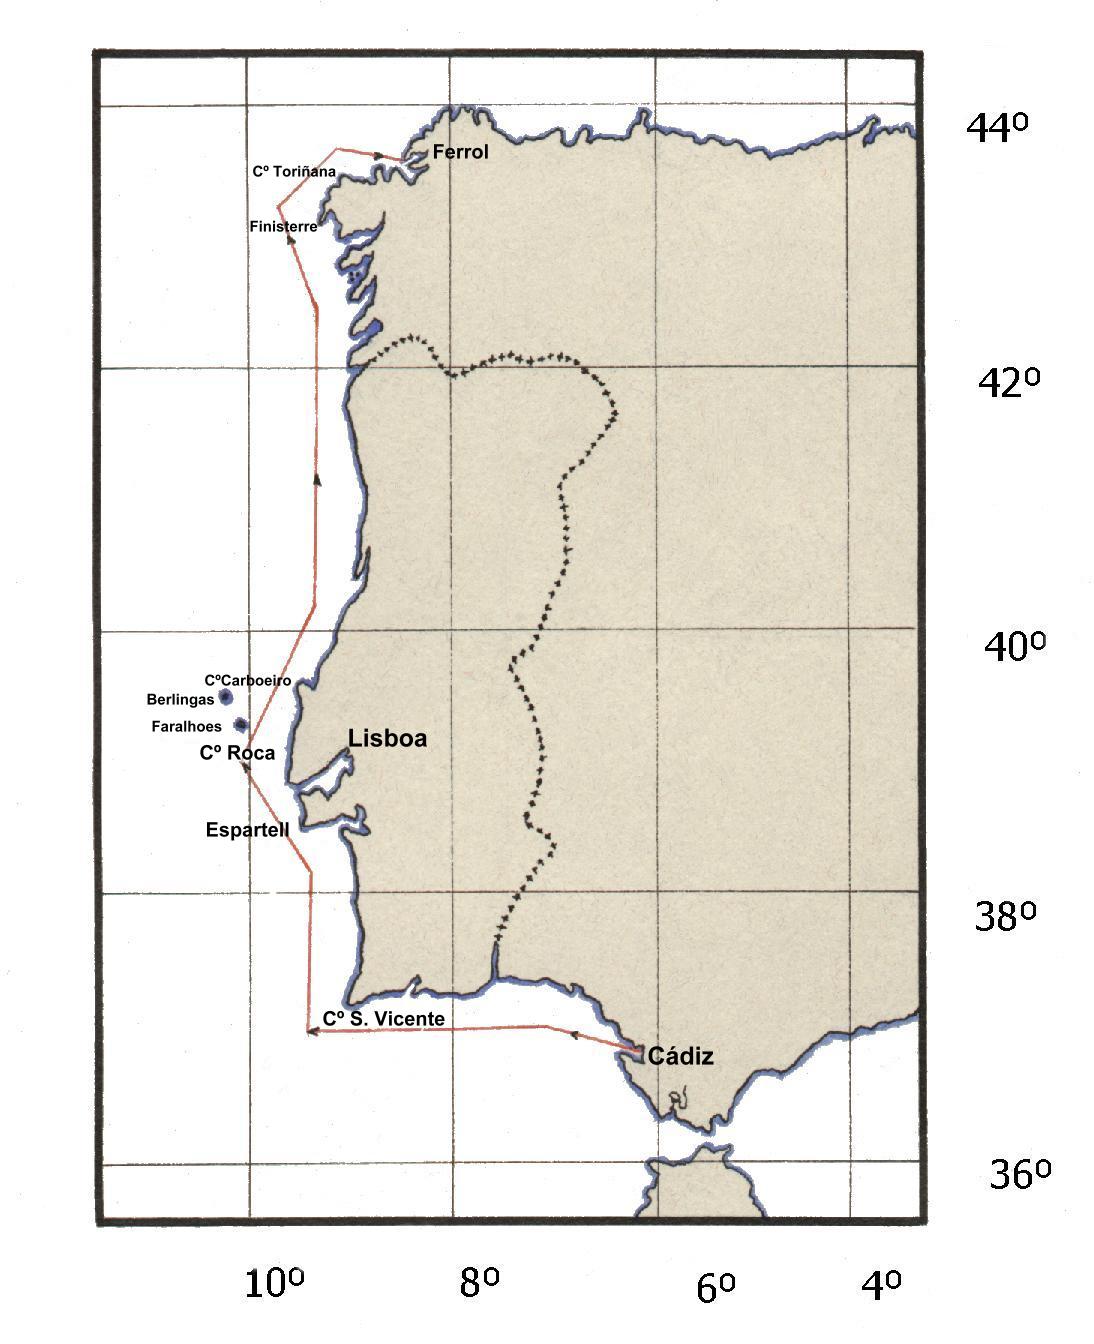 44º
Ferrol
Cº Toriñana
Finisterre
42º
40º
CºCarboeiro
Berlingas
Faralhoes
Lisboa
Cº Roca
Espartell
38º
Cº S. Vicente
Cádiz
36º
10º 8º 6º 4º